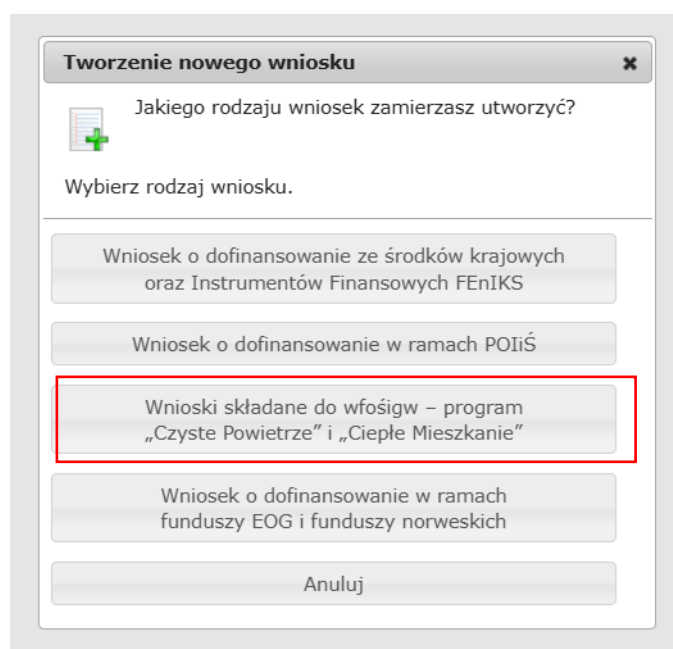 Tworzenie nowego wniosku
Jakiego rodzaju wniosek zamierzasz utworzyć?
Wybierz rodzaj wniosku.
Wniosek o dofinansowanie ze środków krajowych
oraz Instrumentów Finansowych FEnIKS
Wniosek o dofinansowanie w ramach POIiŚ
Wnioski składane do wfośigw – program
„Czyste Powietrze” i „Ciepłe Mieszkanie”
Wniosek o dofinansowanie w ramach
funduszy EOG i funduszy norweskich
Anuluj